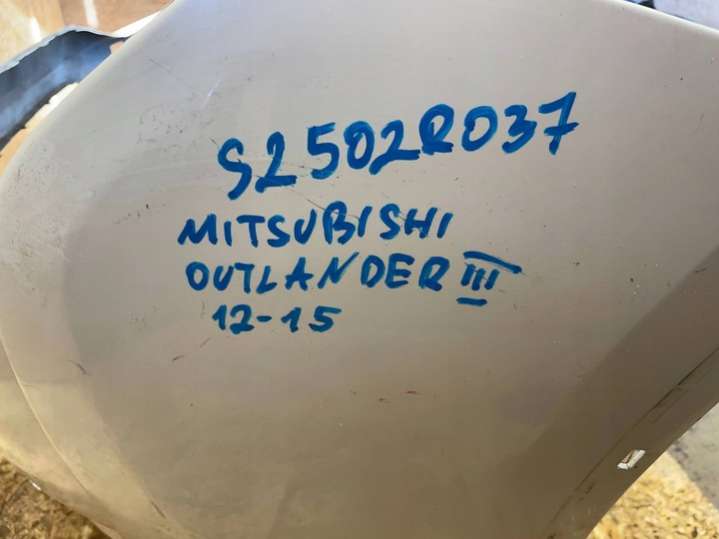 S2502R037
MITSUBISHI
OUTLANDER III
12-15